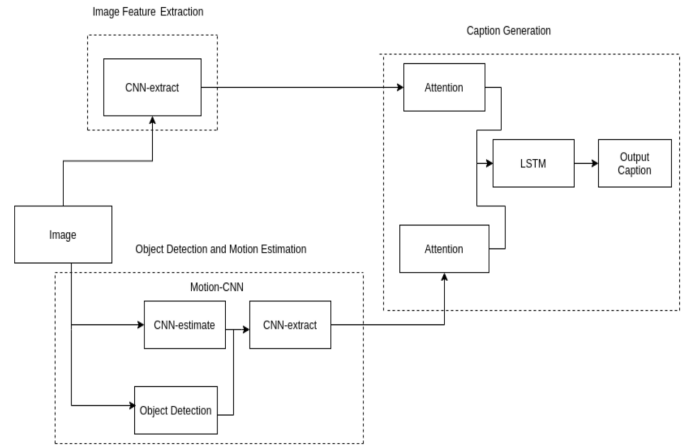 Image Feature Extraction
Caption Generation
CNN-extract
Attention
LSTM
Output
Caption
Image
Attention
Object Detection and Motion Estimation
Motion-CNN
CNN-estimate
CNN-extract
Object Detection